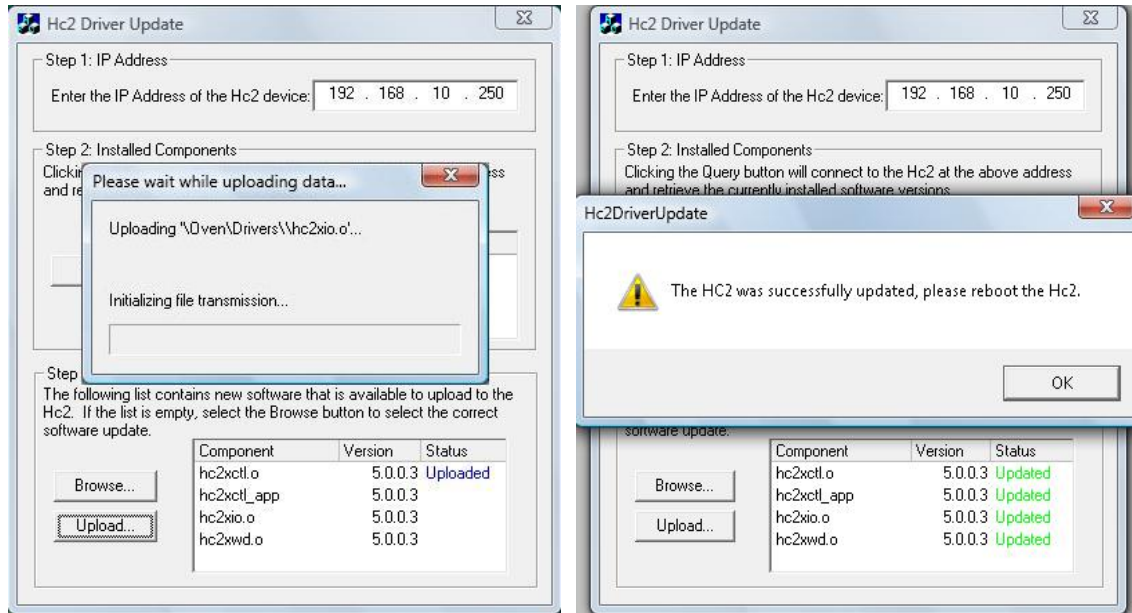 Hc2 Driver Update
Step 1: IP Address
Enter the IP Address of the Hc2 device: 192 . 168 . 10 . 250
Step 2: Installed Components
Please wait while uploading data...
Uploading "\Oven\Drivers\\hc2xio.o'...
Initializing file transmission...
Step
The following list contains new software that is available to upload to the
Hc2. If the list is empty, select the Browse button to select the correct
software update.
Component Version Status
hc2xctl.o 5.0.0.3 Uploaded
hc2xctl_app 5.0.0.3
hc2xio.o 5.0.0.3
hc2xwd.o 5.0.0.3
Browse...
Upload...
Hc2 Driver Update
Step 1: IP Address
Enter the IP Address of the Hc2 device: 192 . 168 . 10 . 250
Step 2: Installed Components
Clicking the Query button will connect to the Hc2 at the above address
and retrieve the currently installed software versions
Hc2DriverUpdate
The HC2 was successfully updated, please reboot the Hc2.
OK
software update.
Component Version Status
hc2xctl.o 5.0.0.3 Updated
hc2xctl_app 5.0.0.3 Updated
hc2xio.o 5.0.0.3 Updated
hc2xwd.o 5.0.0.3 Updated
Browse...
Upload...